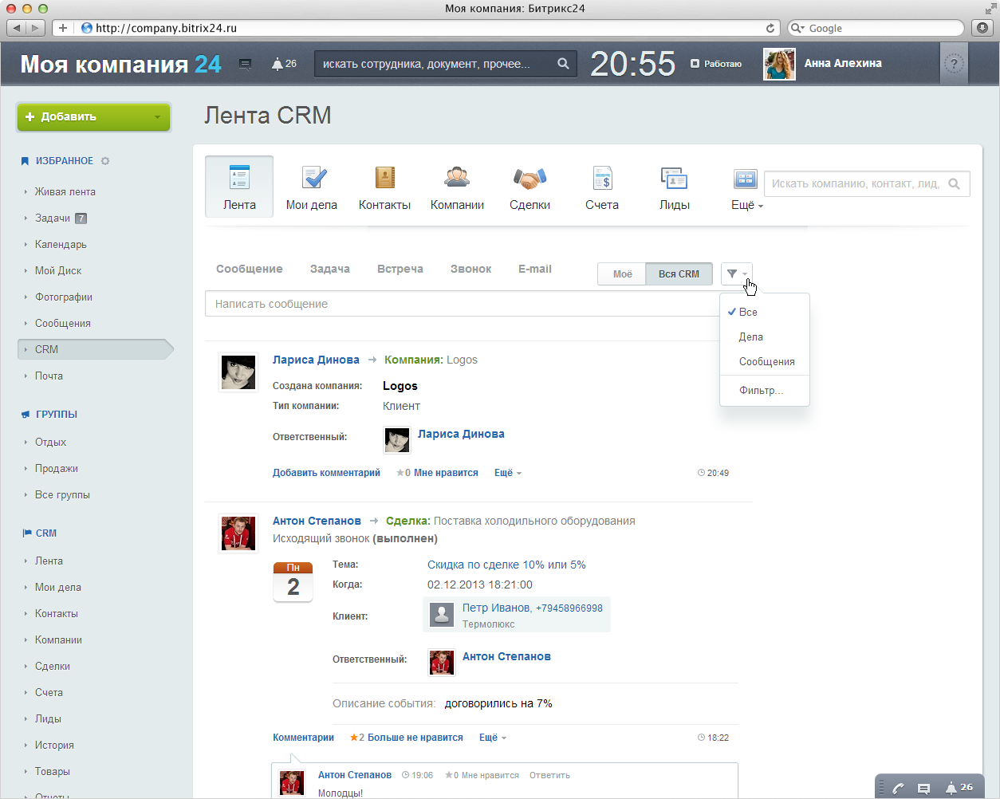 Моя компания: Битрикс24
http://company.bitrix24.ru
Google
Моя компания 24
26
искать сотрудника, документ, прочее...
20:55
Работаю
Анна Алехина
?
Добавить
Лента CRM
ИЗБРАННОЕ
Живая лента
Задачи 7
Календарь
Мой Диск
Фотографии
Сообщения
CRM
Почта
ГРУППЫ
Отдых
Продажи
Все группы
CRM
Лента
Мои дела
Контакты
Компании
Сделки
Счета
Лиды
История
Товары
Отчеты
Лента
Мои дела
Контакты
Компании
Сделки
Счета
Лиды
Ещё
Искать компанию, контакт, лид,
Сообщение
Задача
Встреча
Звонок
E-mail
Моё
Вся CRM
Написать сообщение
Все
Дела
Сообщения
Фильтр...
Лариса Динова → Компания: Logos
Создана компания: Logos
Тип компании: Клиент
Ответственный: Лариса Динова
Добавить комментарий ★0 Мне нравится Ещё 20:49
Антон Степанов → Сделка: Поставка холодильного оборудования
Исходящий звонок (выполнен)
Пн
2
Тема: Скидка по сделке 10% или 5%
Когда: 02.12.2013 18:21:00
Клиент: Петр Иванов, +79458966998
Термолюкс
Ответственный: Антон Степанов
Описание события: договорились на 7%
Комментарии ★2 Больше не нравится Ещё 18:22
Антон Степанов 19:06 ★0 Мне нравится Ответить
Молодцы!
26